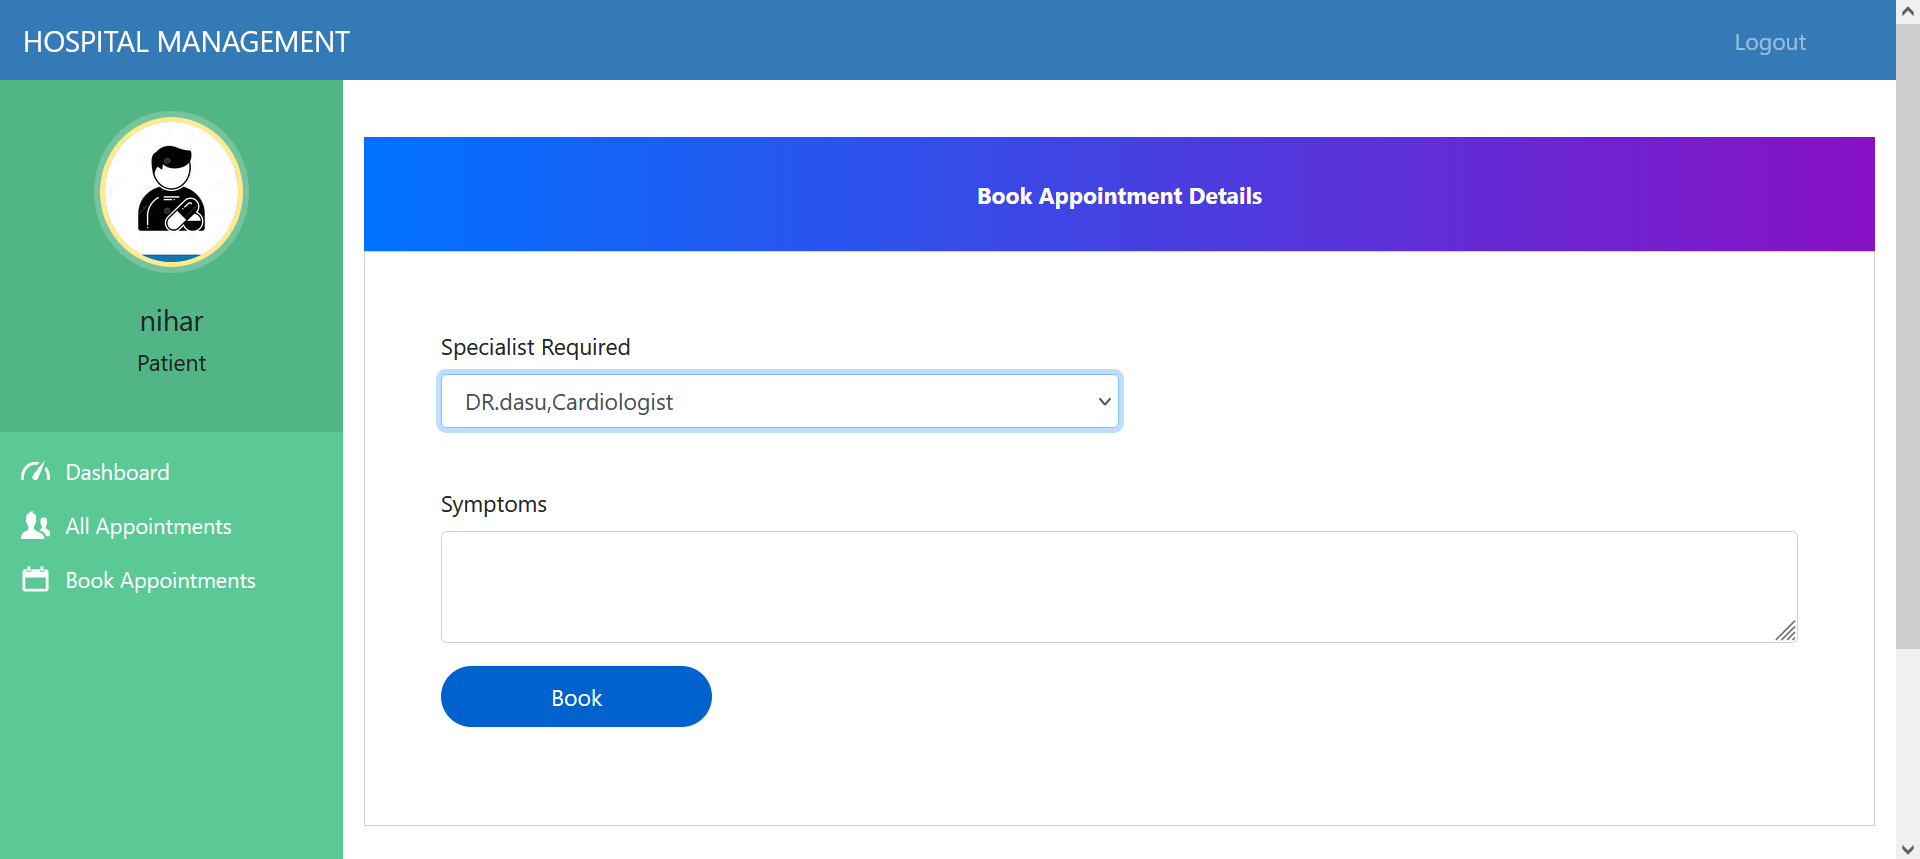 HOSPITAL MANAGEMENT
Logout
nihar
Patient
Dashboard
All Appointments
Book Appointments
Book Appointment Details
Specialist Required
DR.dasu,Cardiologist
Symptoms
Book